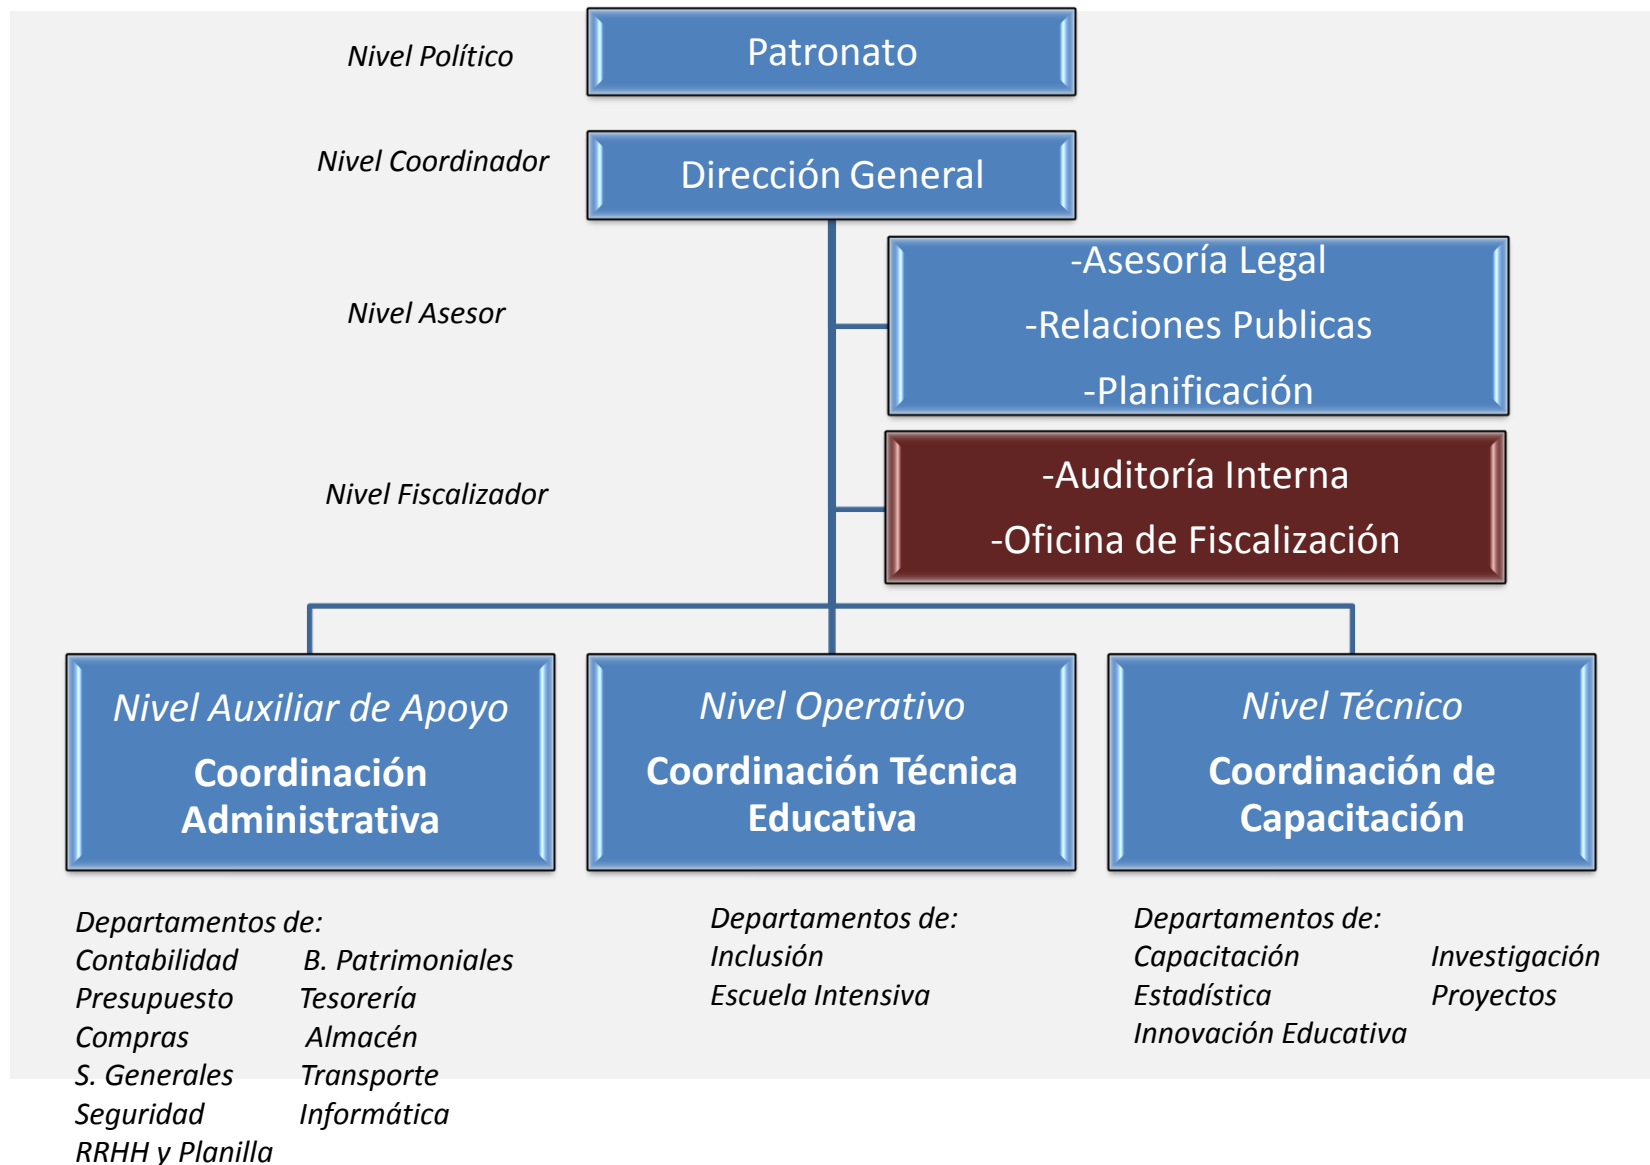 Nivel Político
Patronato
Nivel Coordinador
Dirección General
Nivel Asesor
-Asesoría Legal
-Relaciones Publicas
-Planificación
Nivel Fiscalizador
-Auditoría Interna
-Oficina de Fiscalización
Nivel Auxiliar de Apoyo
Coordinación
Administrativa
Nivel Operativo
Coordinación Técnica
Educativa
Nivel Técnico
Coordinación de
Capacitación
Departamentos de:
Contabilidad B. Patrimoniales
Presupuesto Tesorería
Compras Almacén
S. Generales Transporte
Seguridad Informática
RRHH y Planilla
Departamentos de:
Inclusión
Escuela Intensiva
Departamentos de:
Capacitación Investigación
Estadística Proyectos
Innovación Educativa